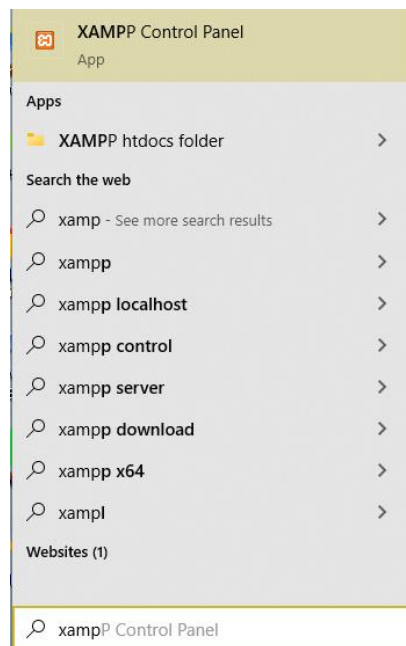 XAMPP Control Panel
App
Apps
XAMPP htdocs folder
Search the web
xamp - See more search results
xampp
xampp localhost
xampp control
xampp server
xampp download
xampp x64
xampl
Websites (1)
xampP Control Panel